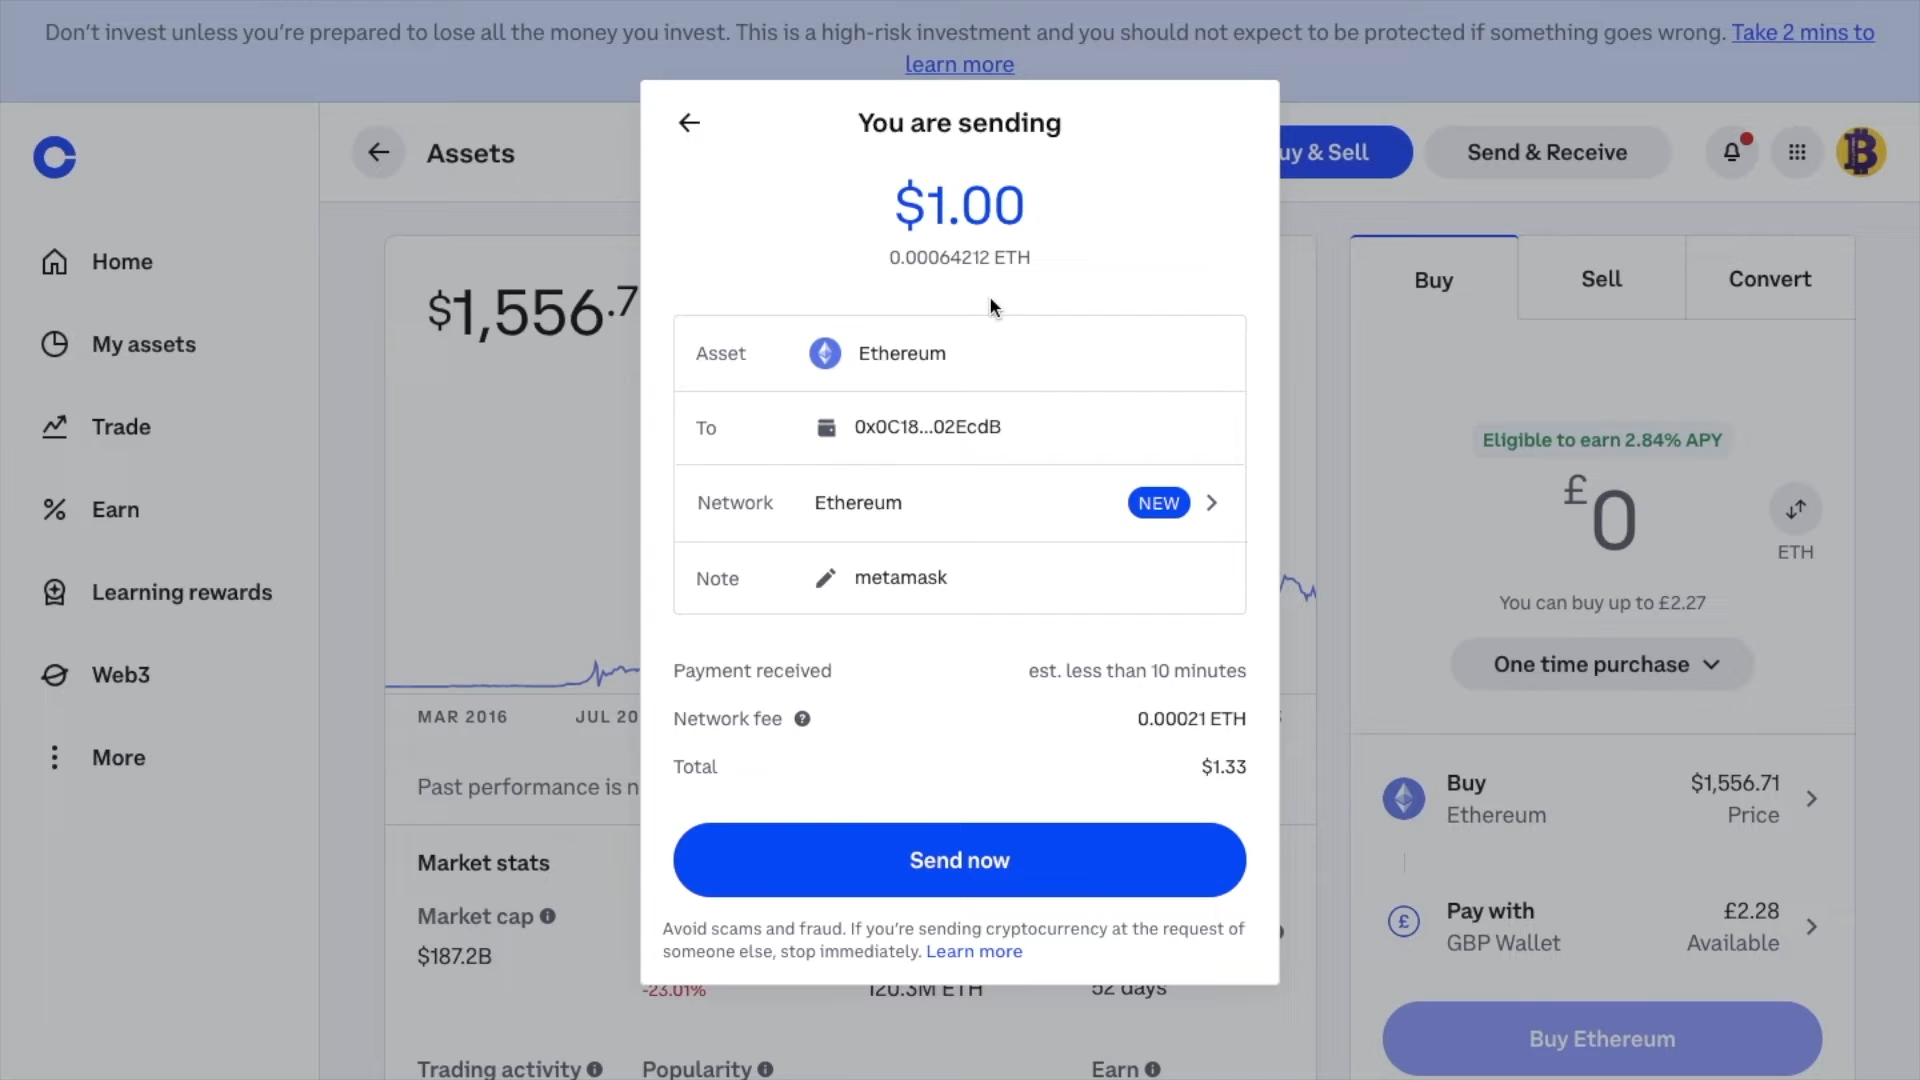 Don't invest unless you're prepared to lose all the money you invest. This is a high-risk investment and you should not expect to be protected if something goes wrong. Take 2 mins to
learn more
Assets
uy & Sell
Send & Receive
Home
My assets
Trade
Earn
Learning rewards
Web3
More
$1,556.7
MAR 2016
JUL 20
Past performance is n
Market stats
Market cap
$187.2B
-23.01%
120.3M ETH
52 days
Trading activity
Popularity
Earn
You are sending
$1.00
0.00064212 ETH
Asset
Ethereum
To
0x0C18...02EcdB
Network
Ethereum
NEW
Note
metamask
Payment received
est. less than 10 minutes
Network fee
0.00021 ETH
Total
$1.33
Send now
Avoid scams and fraud. If you're sending cryptocurrency at the request of
someone else, stop immediately. Learn more
Buy
Sell
Convert
Eligible to earn 2.84% APY
£0
ETH
You can buy up to £2.27
One time purchase
Buy
$1,556.71
Ethereum
Price
Pay with
£2.28
GBP Wallet
Available
Buy Ethereum